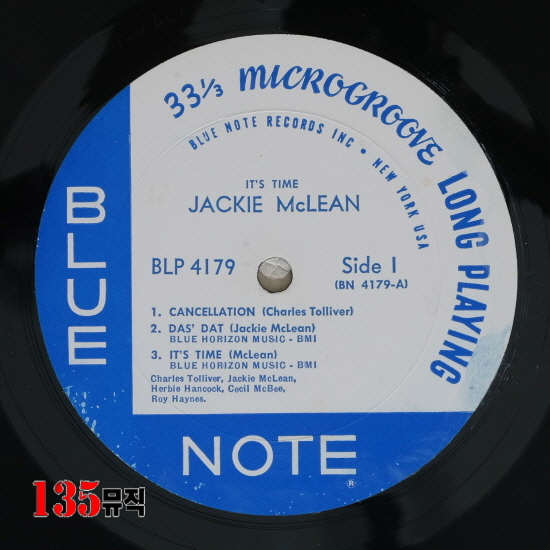 33⅓ MICROGROOVE LONG PLAYING
BLUE NOTE RECORDS INC • NEW YORK USA
IT'S TIME
JACKIE McLEAN
BLP 4179
Side 1
(BN 4179-A)
1. CANCELLATION (Charles Tolliver)
2. DAS' DAT (Jackie McLean)
BLUE HORIZON MUSIC - BMI
3. IT'S TIME (McLean)
BLUE HORIZON MUSIC - BMI
Charles Tolliver, Jackie McLean,
Herbie Hancock, Cecil McBee,
Roy Haynes.
BLUE
NOTE
®
135뮤직